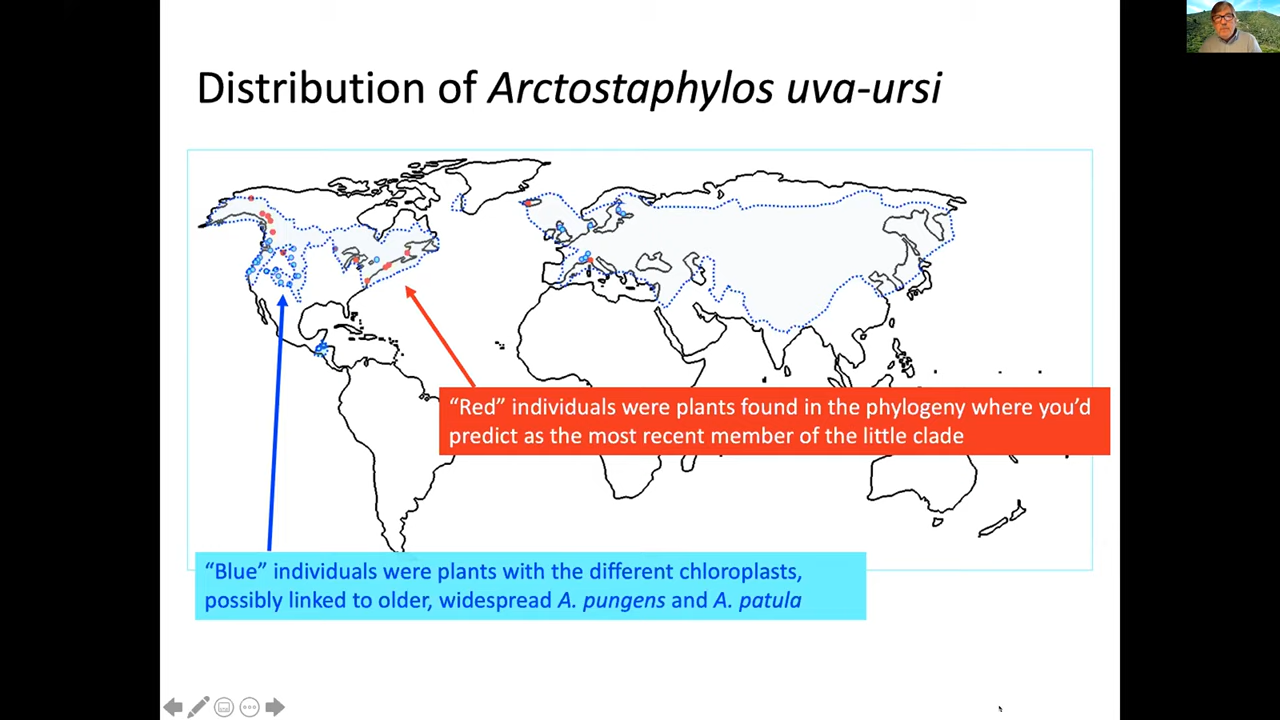 Distribution of Arctostaphylos uva-ursi
“Red” individuals were plants found in the phylogeny where you’d
predict as the most recent member of the little clade
“Blue” individuals were plants with the different chloroplasts,
possibly linked to older, widespread A. pungens and A. patula